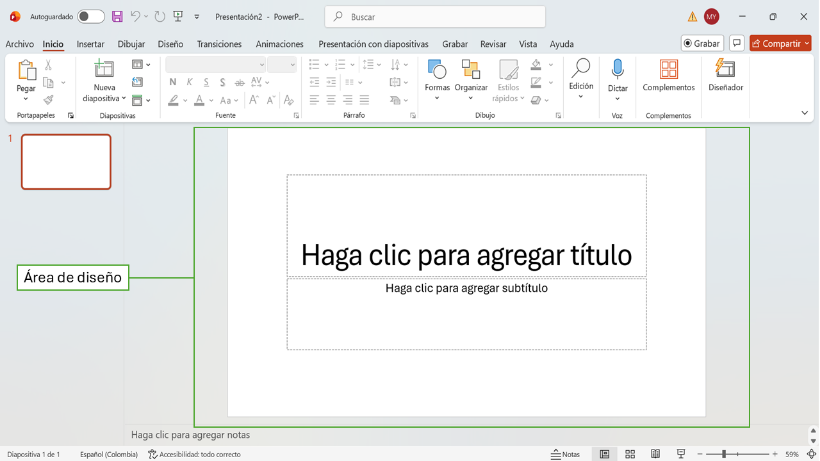 Autoguardado
Presentación2 - PowerP...
Buscar
MY
Archivo Inicio Insertar Dibujar Diseño Transiciones Animaciones Presentación con diapositivas Grabar Revisar Vista Ayuda
Grabar
Compartir
Pegar
Nueva diapositiva
N K S S ab AV
A Aa A A A
Formas Organizar Estilos rápidos
Edición
Dictar
Complementos
Diseñador
Portapapeles Diapositivas Fuente Párrafo Dibujo Voz Complementos
1
Haga clic para agregar título
Área de diseño
Haga clic para agregar subtítulo
Haga clic para agregar notas
Diapositiva 1 de 1 Español (Colombia) Accesibilidad: todo correcto Notas 59%